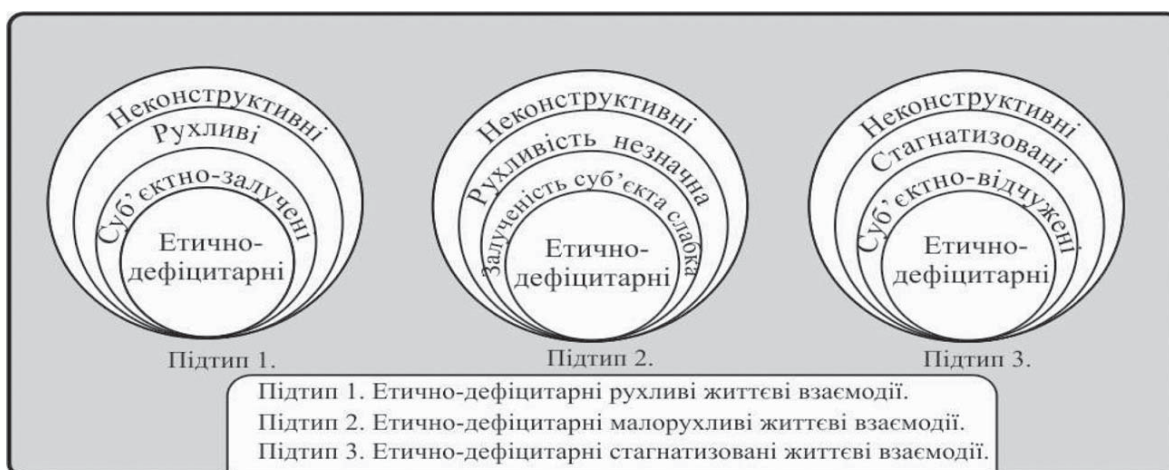 Неконструктивні
Рухливі
Суб’єктно-залучені
Етично-
дефіцитарні
Підтип 1.
Неконструктивні
Рухливість незначна
Залученість суб’єкта слабка
Етично-
дефіцитарні
Підтип 2.
Неконструктивні
Стагнатизовані
Суб’єктно-відчужені
Етично-
дефіцитарні
Підтип 3.
Підтип 1. Етично-дефіцитарні рухливі життєві взаємодії.
Підтип 2. Етично-дефіцитарні малорухливі життєві взаємодії.
Підтип 3. Етично-дефіцитарні стагнатизовані життєві взаємодії.